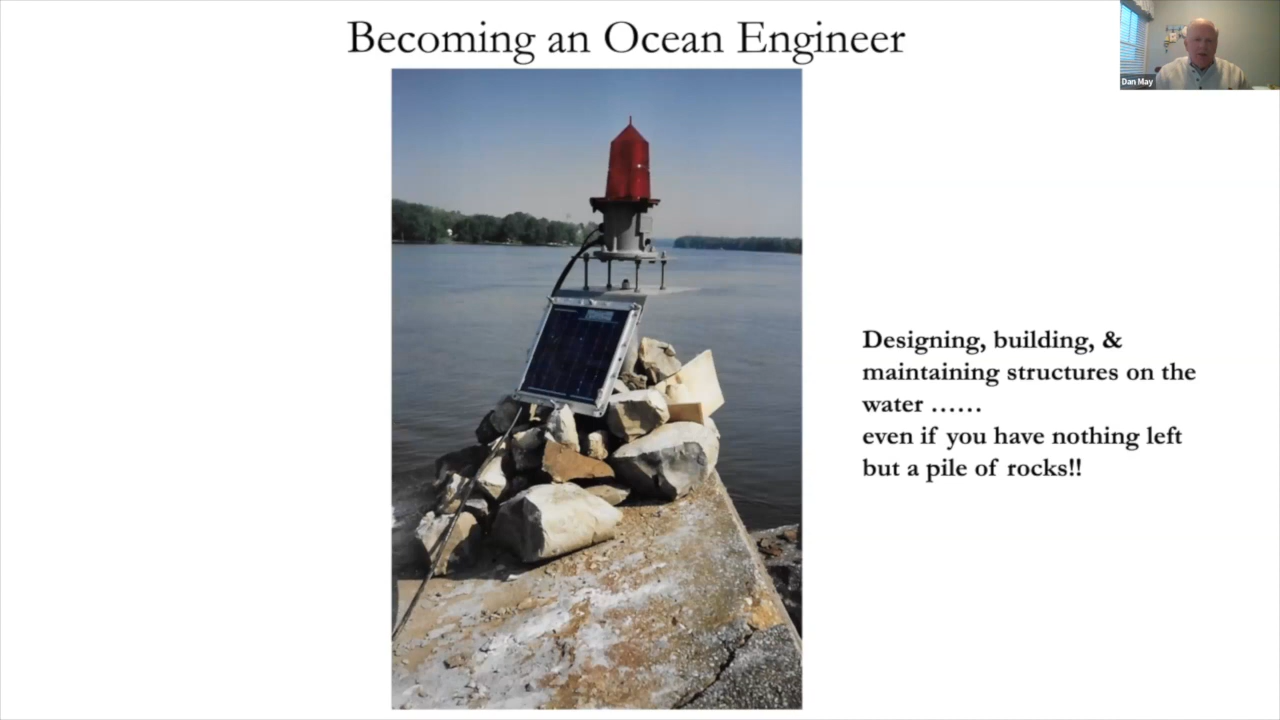 Becoming an Ocean Engineer
Dan May
Designing, building, &
maintaining structures on the
water ......
even if you have nothing left
but a pile of rocks!!